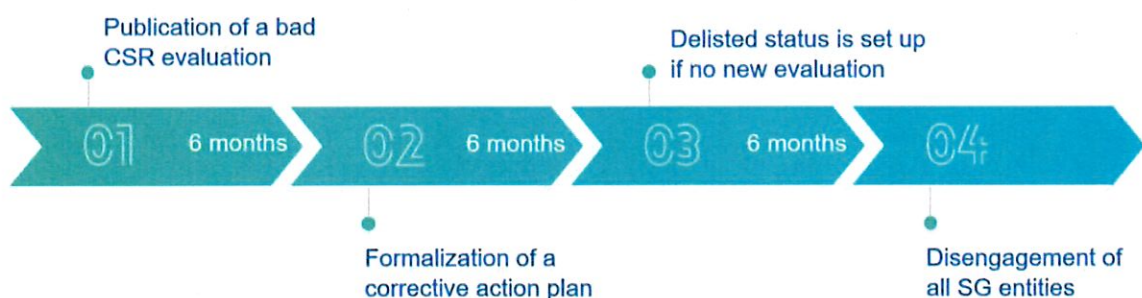 Publication of a bad
CSR evaluation
Delisted status is set up
if no new evaluation
01 6 months 02 6 months 03 6 months 04
Formalization of a
corrective action plan
Disengagement of
all SG entities